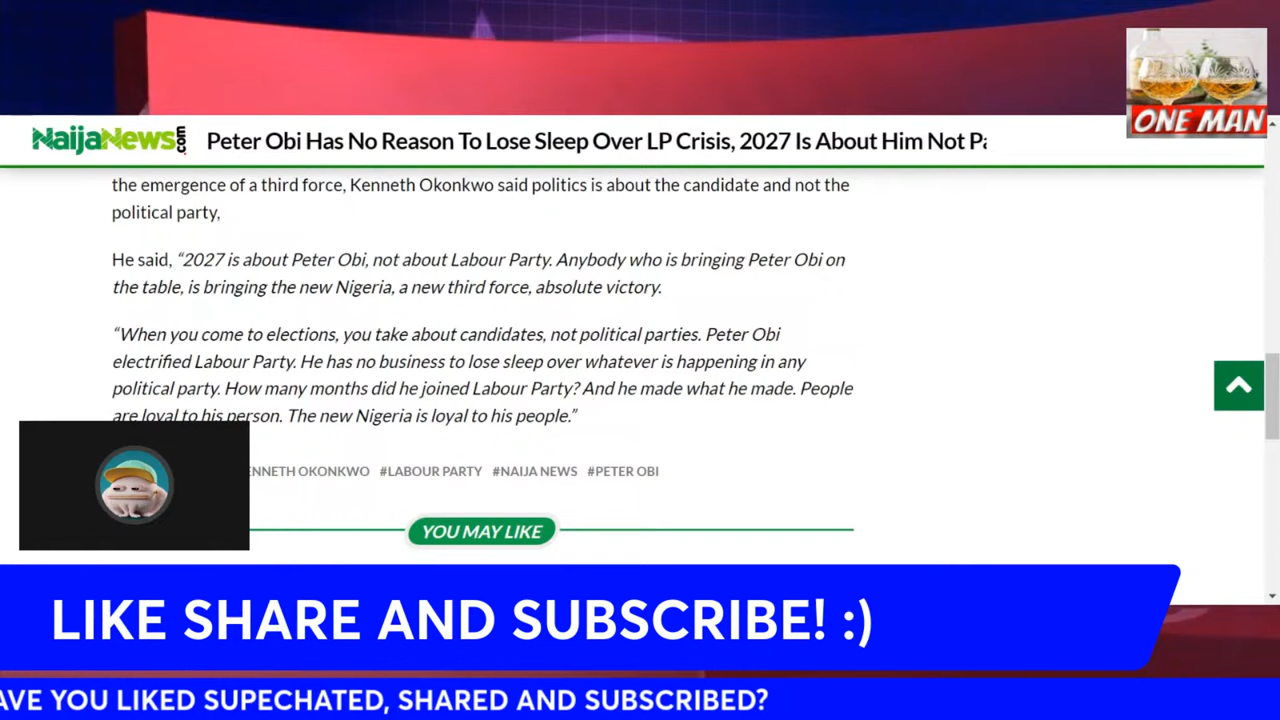 ONE MAN
NaijaNews.com
Peter Obi Has No Reason To Lose Sleep Over LP Crisis, 2027 Is About Him Not Pa
the emergence of a third force, Kenneth Okonkwo said politics is about the candidate and not the
political party,
He said, “2027 is about Peter Obi, not about Labour Party. Anybody who is bringing Peter Obi on
the table, is bringing the new Nigeria, a new third force, absolute victory.
“When you come to elections, you take about candidates, not political parties. Peter Obi
electrified Labour Party. He has no business to lose sleep over whatever is happening in any
political party. How many months did he joined Labour Party? And he made what he made. People
are loyal to his person. The new Nigeria is loyal to his people.”
ENNETH OKONKWO #LABOUR PARTY #NAIJA NEWS #PETER OBI
YOU MAY LIKE
LIKE SHARE AND SUBSCRIBE! :)
AVE YOU LIKED SUPECHATED, SHARED AND SUBSCRIBED?